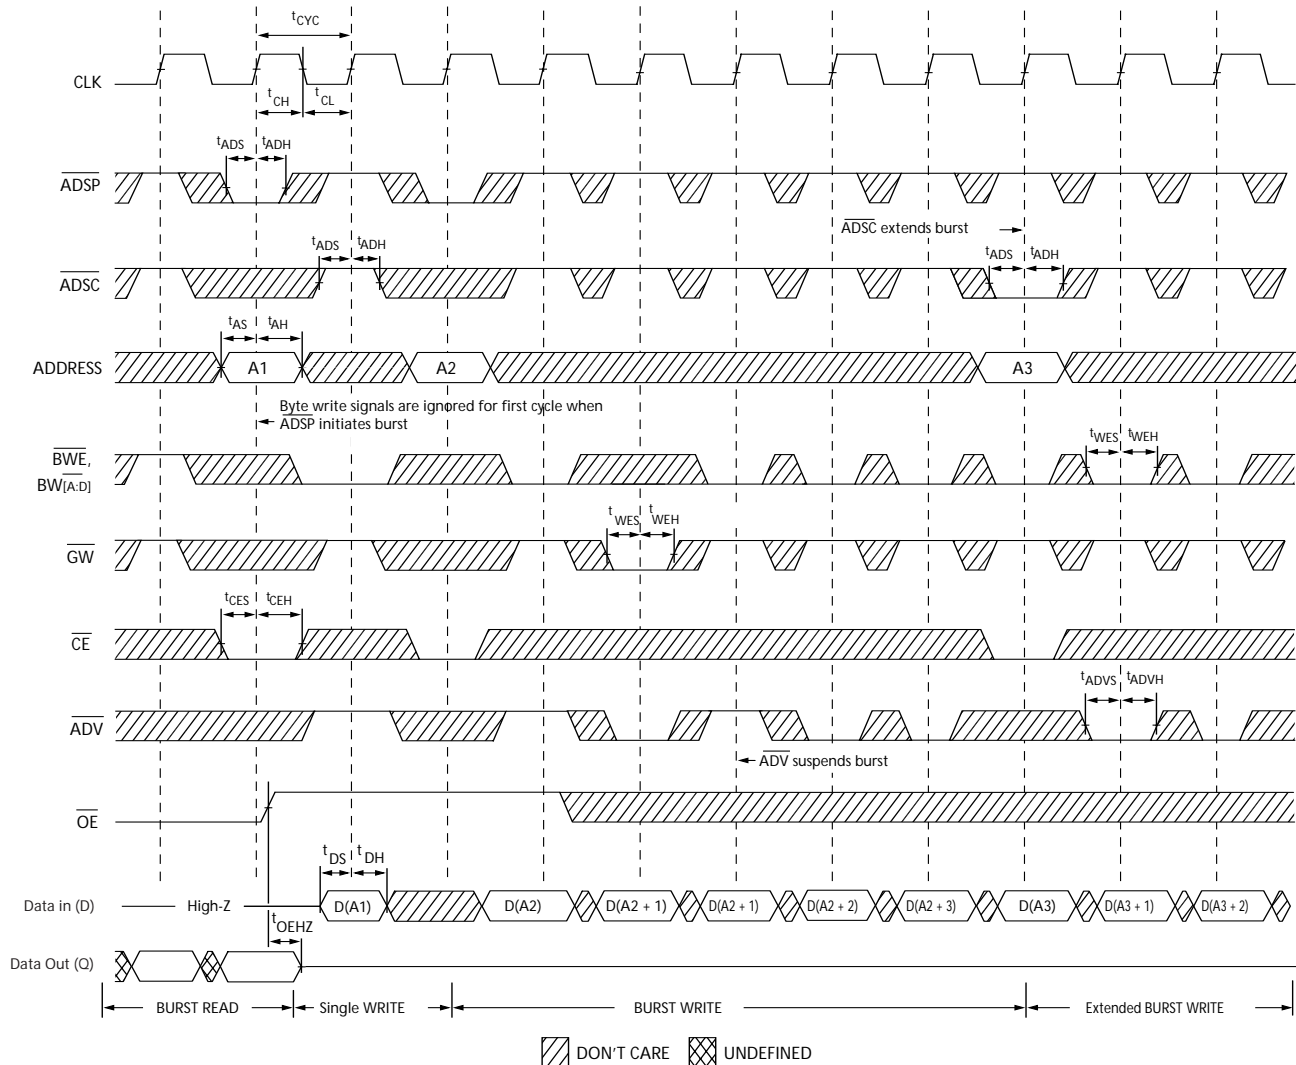 tCYC
CLK
tCH
tCL
tADS
tADH
ADSP
ADSC extends burst
tADS
tADH
tADS
tADH
ADSC
tAS
tAH
ADDRESS
A1
A2
A3
Byte write signals are ignored for first cycle when
ADSP initiates burst
BWE,
BW[A:D]
tWES
tWEH
tWES
tWEH
GW
tCES
tCEH
CE
tADVS
tADVH
ADV
ADV suspends burst
OE
tDS
tDH
Data in (D)
High-Z
D(A1)
D(A2)
D(A2 + 1)
D(A2 + 1)
D(A2 + 2)
D(A2 + 3)
D(A3)
D(A3 + 1)
D(A3 + 2)
tOEHZ
Data Out (Q)
BURST READ
Single WRITE
BURST WRITE
Extended BURST WRITE
DON'T CARE
UNDEFINED